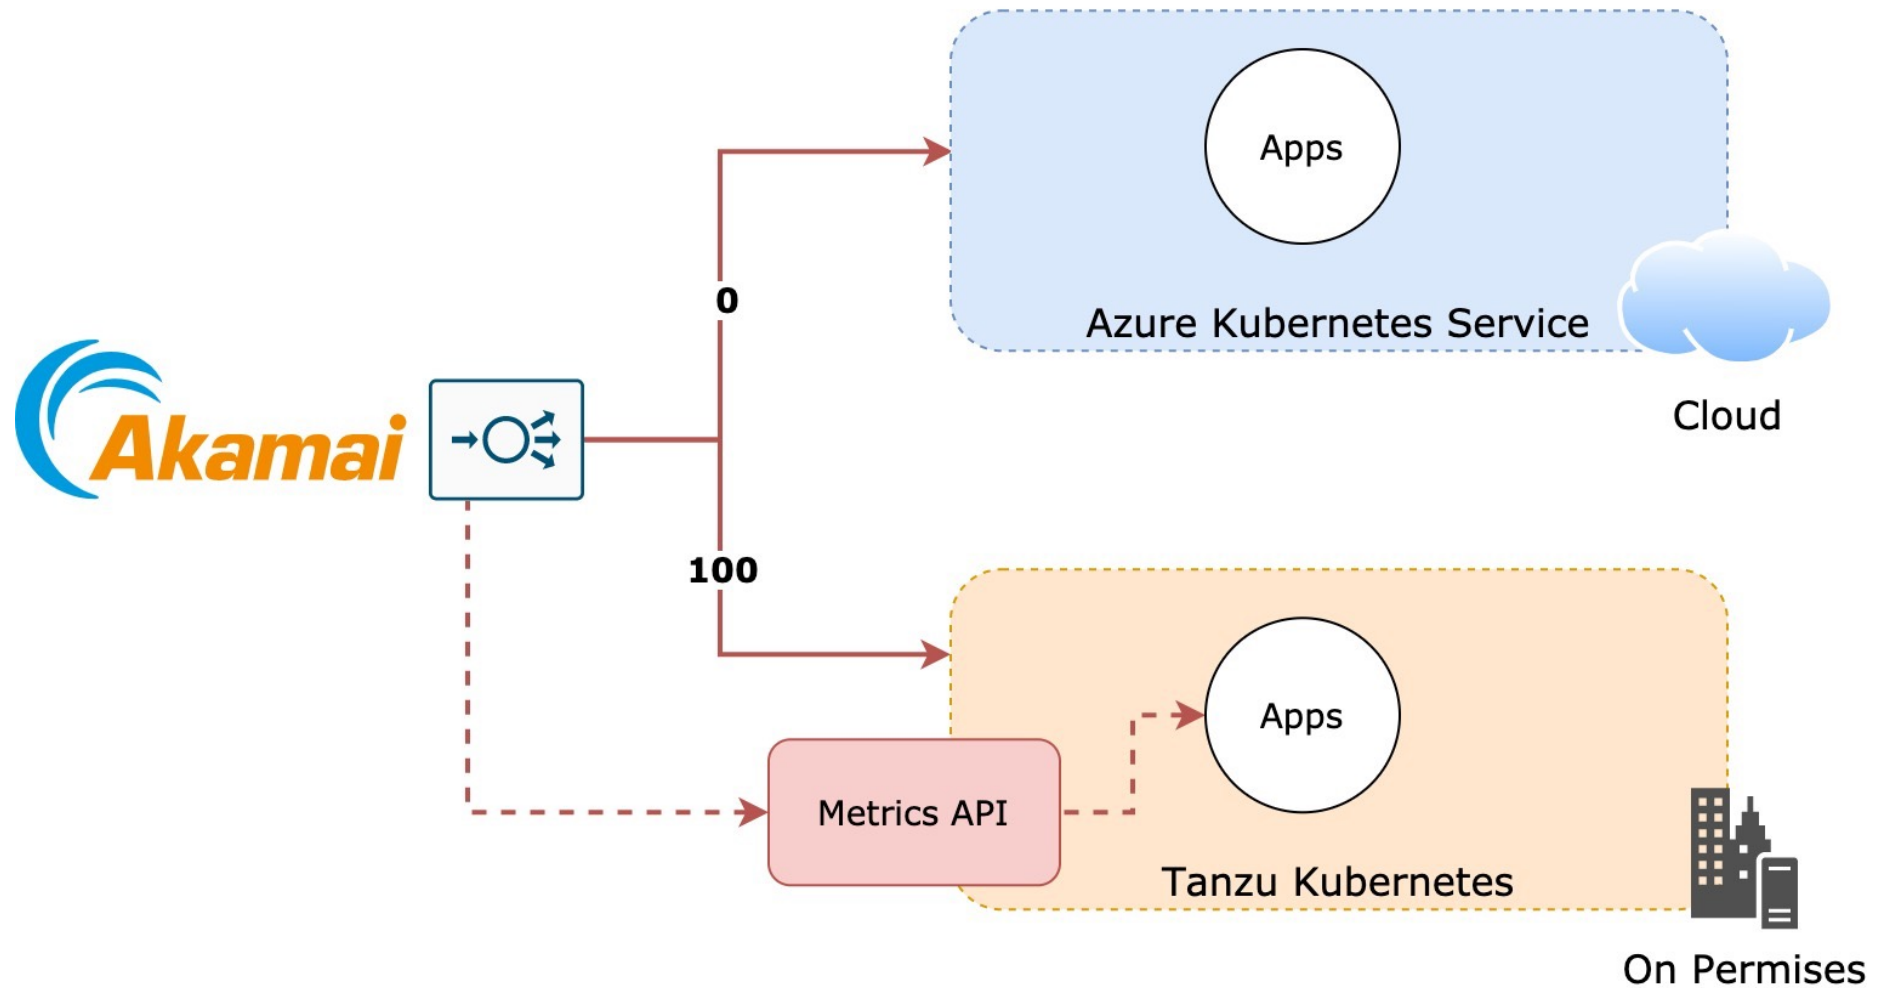 Apps
Azure Kubernetes Service
Cloud
0
Akamai
100
Apps
Metrics API
Tanzu Kubernetes
On Permises